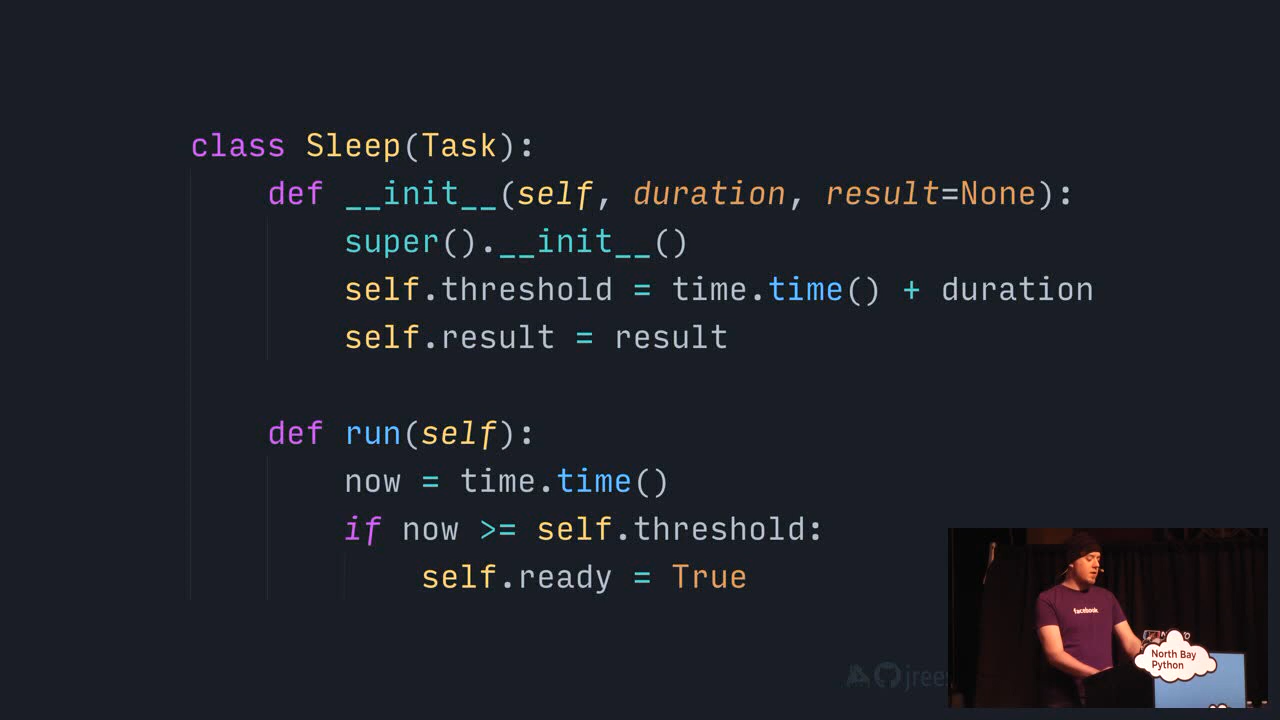 class Sleep(Task):
def __init__(self, duration, result=None):
super().__init__()
self.threshold = time.time() + duration
self.result = result
def run(self):
now = time.time()
if now >= self.threshold:
self.ready = True
facebook
North Bay
Python